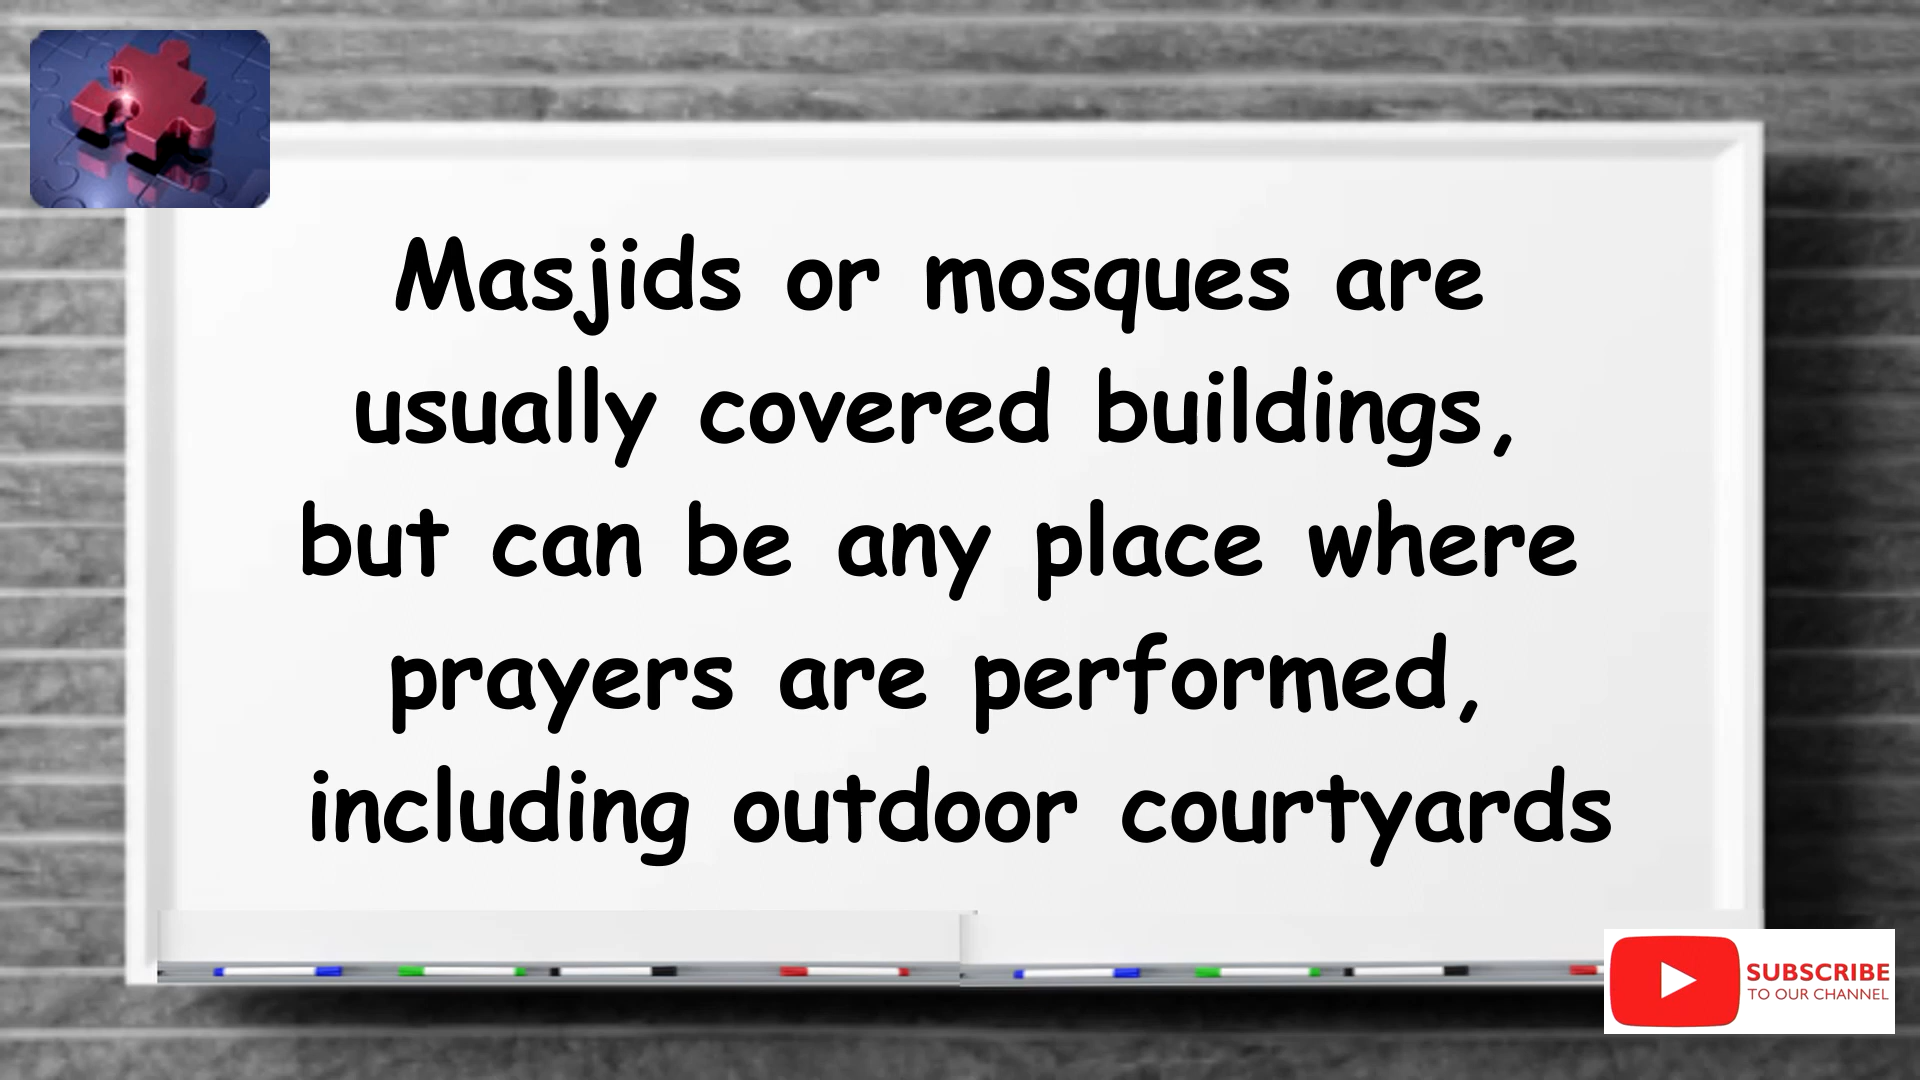 Masjids or mosques are
usually covered buildings,
but can be any place where
prayers are performed,
including outdoor courtyards
SUBSCRIBE
TO OUR CHANNEL